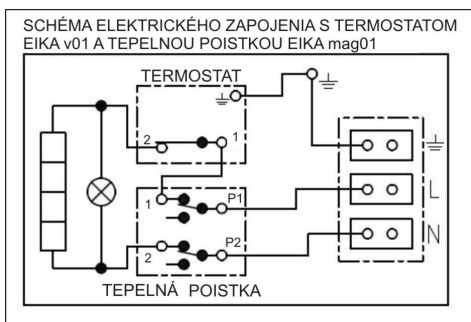 SCHÉMA ELEKTRICKÉHO ZAPOJENIA S TERMOSTATOM
EIKA v01 A TEPELNOU POISTKOU EIKA mag01
TERMOSTAT
2
1
1
P1
L
2
P2
N
TEPELNÁ POISTKA